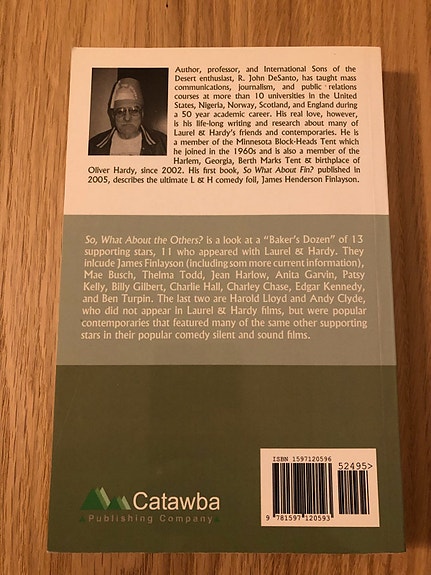 Author, professor, and International Sons of the
Desert enthusiast, R. John DeSanto, has taught mass
communications, journalism, and public relations
courses at more than 10 universities in the United
States, Nigeria, Norway, Scotland, and England during
a 50 year academic career. His real love, however,
is his life-long writing and research about many of
Laurel & Hardy's friends and contemporaries. He is
a member of the Minnesota Block-Heads Tent which
he joined in the 1960s and is also a member of the
Harlem, Georgia, Berth Marks Tent & birthplace of
Oliver Hardy, since 2002. His first book, So What About Fin? published in
2005, describes the ultimate L & H comedy foil, James Henderson Finlayson.
So, What About the Others? is a look at a "Baker's Dozen" of 13
supporting stars, 11 who appeared with Laurel & Hardy. They
inlcude James Finlayson (including som more current information),
Mae Busch, Thelma Todd, Jean Harlow, Anita Garvin, Patsy
Kelly, Billy Gilbert, Charlie Hall, Charley Chase, Edgar Kennedy,
and Ben Turpin. The last two are Harold Lloyd and Andy Clyde,
who did not appear in Laurel & Hardy films, but were popular
contemporaries that featured many of the same other supporting
stars in their popular comedy silent and sound films.
Catawba
Publishing Company
ISBN 1597120596
52495>
9 781597 120593